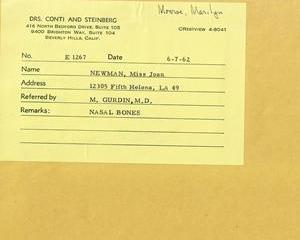 Monroe, Marilyn
DRS. CONTI AND STEINBERG
416 NORTH BEDFORD DRIVE, SUITE 105
9400 BRIGHTON WAY, SUITE 104
BEVERLY HILLS, CALIF.
CRESTVIEW 4-8041
No. E 1267 Date 6-7-62
Name NEWMAN, Miss Joan
Address 12305 Fifth Helena, LA 49
Referred by M. GURDIN, M.D.
Remarks: NASAL BONES